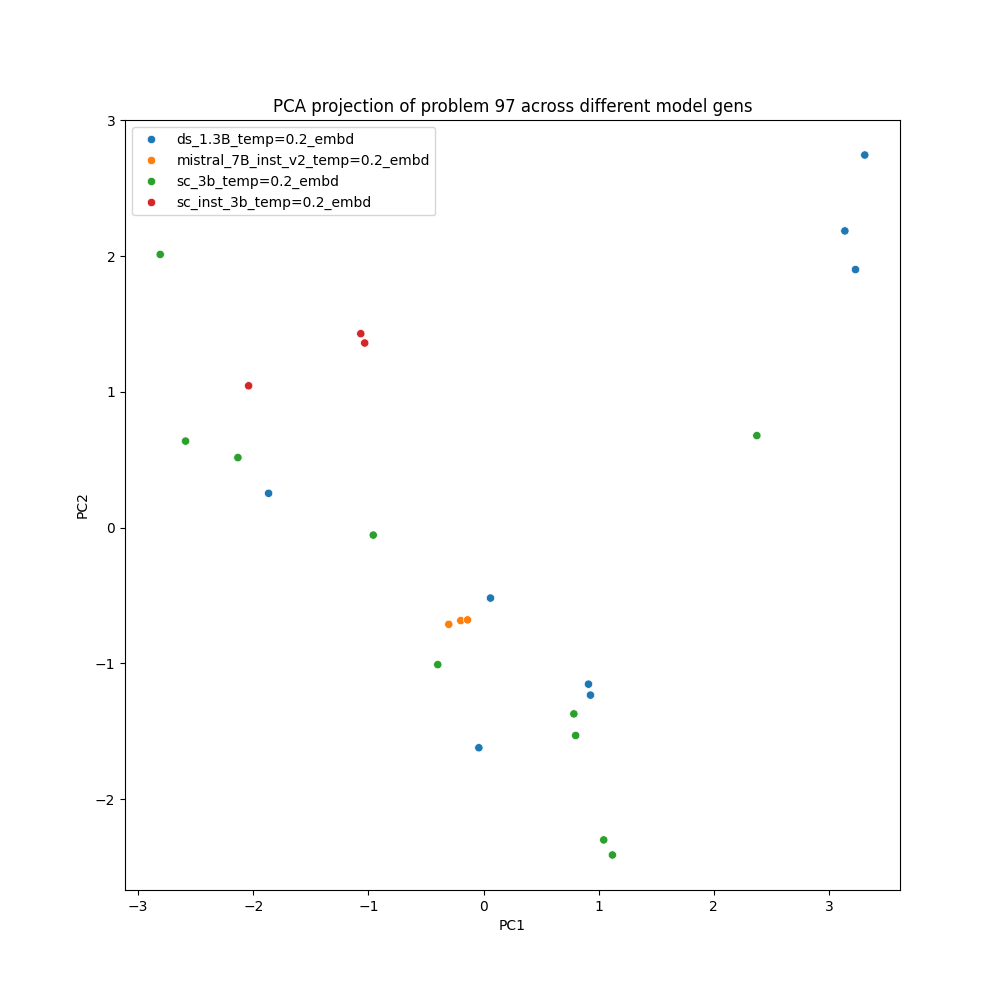 PCA projection of problem 97 across different model gens
ds_1.3B_temp=0.2_embd
mistral_7B_inst_v2_temp=0.2_embd
sc_3b_temp=0.2_embd
sc_inst_3b_temp=0.2_embd
3
2
1
0
−1
−2
PC2
−3
−2
−1
0
1
2
3
PC1